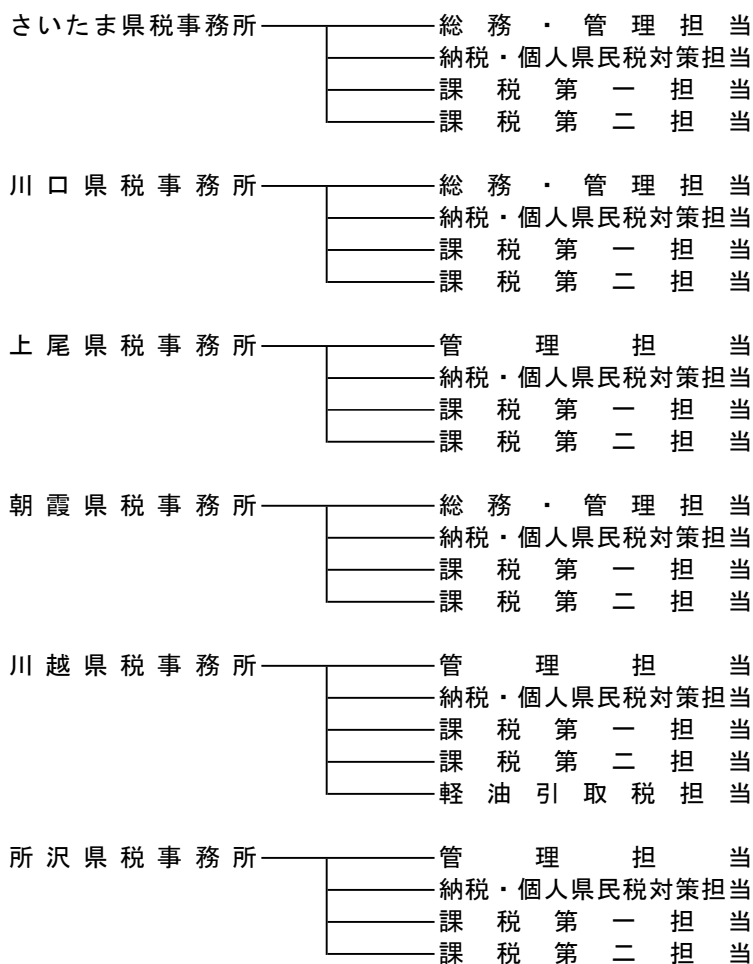 さいたま県税事務所 総務・管理担当
納税・個人県民税対策担当
課税第一担当
課税第二担当
川口県税事務所 総務・管理担当
納税・個人県民税対策担当
課税第一担当
課税第二担当
上尾県税事務所 管理担当
納税・個人県民税対策担当
課税第一担当
課税第二担当
朝霞県税事務所 総務・管理担当
納税・個人県民税対策担当
課税第一担当
課税第二担当
川越県税事務所 管理担当
納税・個人県民税対策担当
課税第一担当
課税第二担当
軽油引取税担当
所沢県税事務所 管理担当
納税・個人県民税対策担当
課税第一担当
課税第二担当